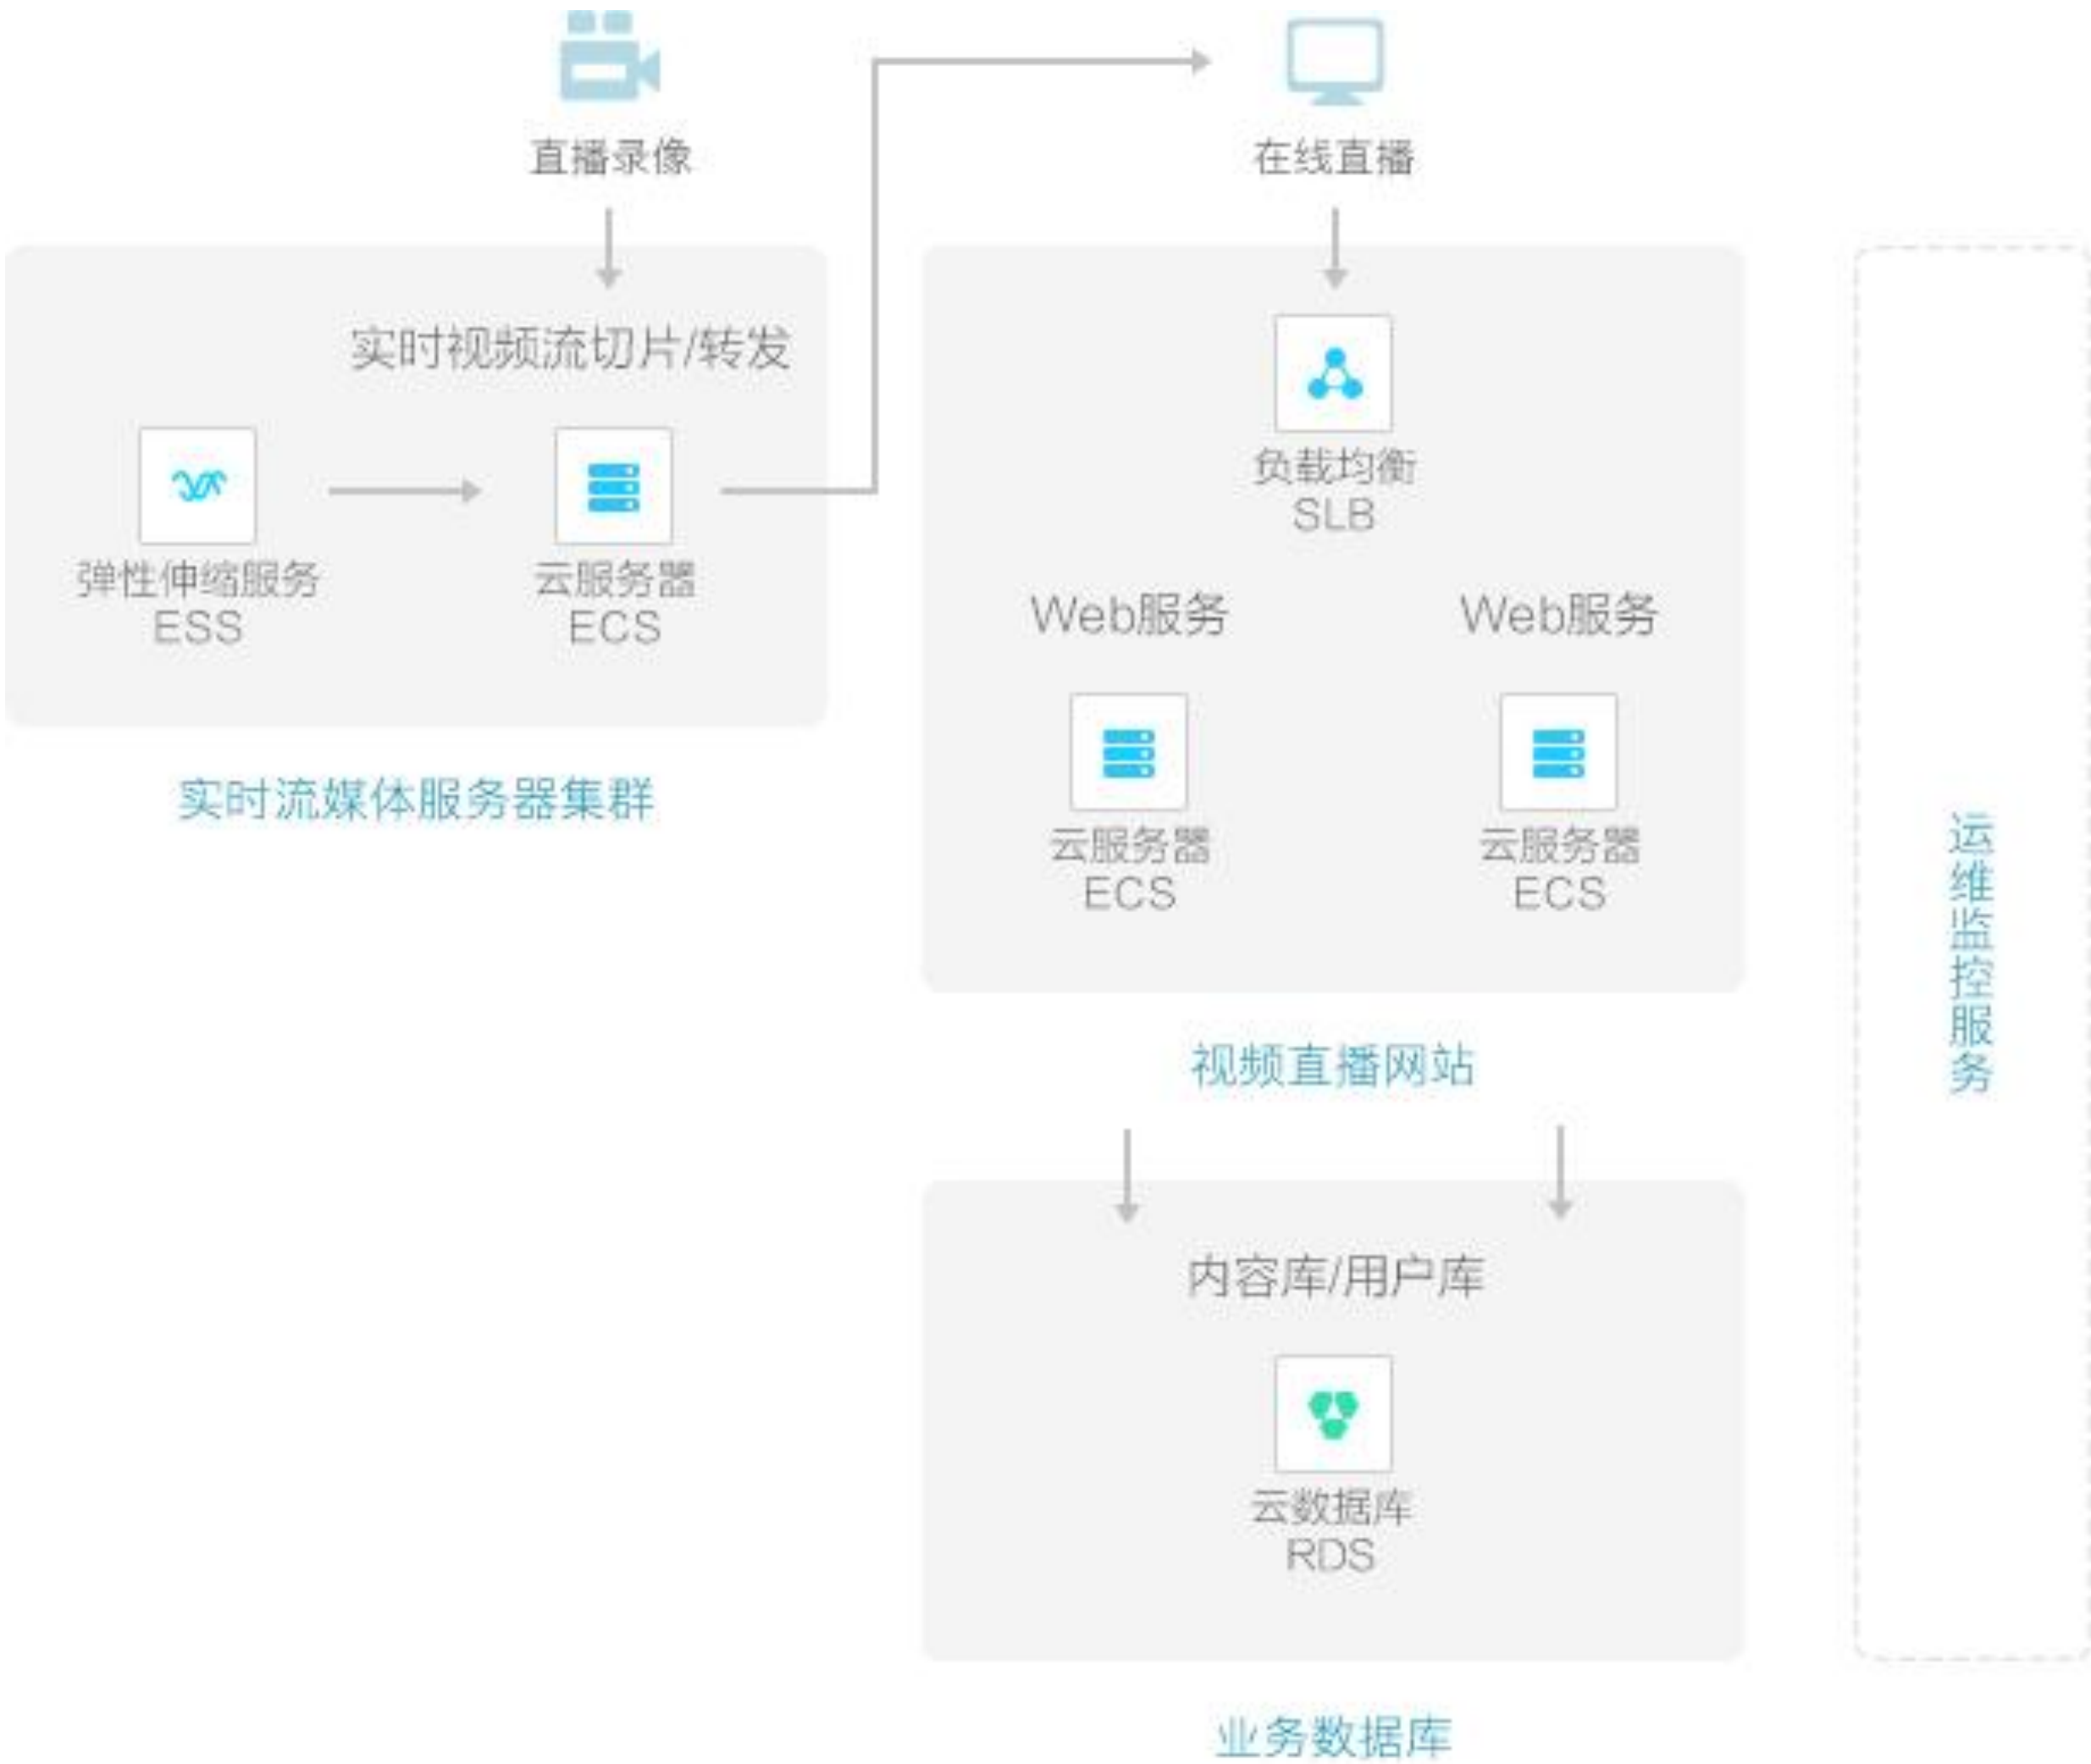 直播录像
在线直播
实时视频流切片/转发
弹性伸缩服务
ESS
云服务器
ECS
实时流媒体服务器集群
负载均衡
SLB
Web服务
Web服务
云服务器
ECS
云服务器
ECS
视频直播网站
内容库/用户库
云数据库
RDS
业务数据库
运维监控服务